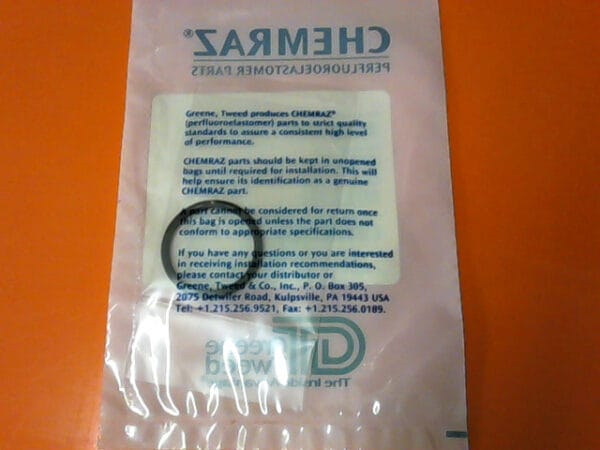 CHEMRAZ®
PERFLUOROELASTOMER PARTS
Greene, Tweed produces CHEMRAZ®
(perfluoroelastomer) parts to strict quality
standards to assure a consistent high level
of performance.
CHEMRAZ parts should be kept in unopened
bags until required for installation. This will
help ensure its identification as a genuine
CHEMRAZ part.
A part cannot be considered for return once
this bag is opened unless the part does not
conform to appropriate specifications.
If you have any questions or you are interested
in receiving installation recommendations,
please contact your distributor or
Greene, Tweed & Co., Inc., P. O. Box 305,
2075 Detwiler Road, Kulpsville, PA 19443 USA
Tel: +1.215.256.9521, Fax: +1.215.256.0189.
Greene
Tweed
The Inside Advantage